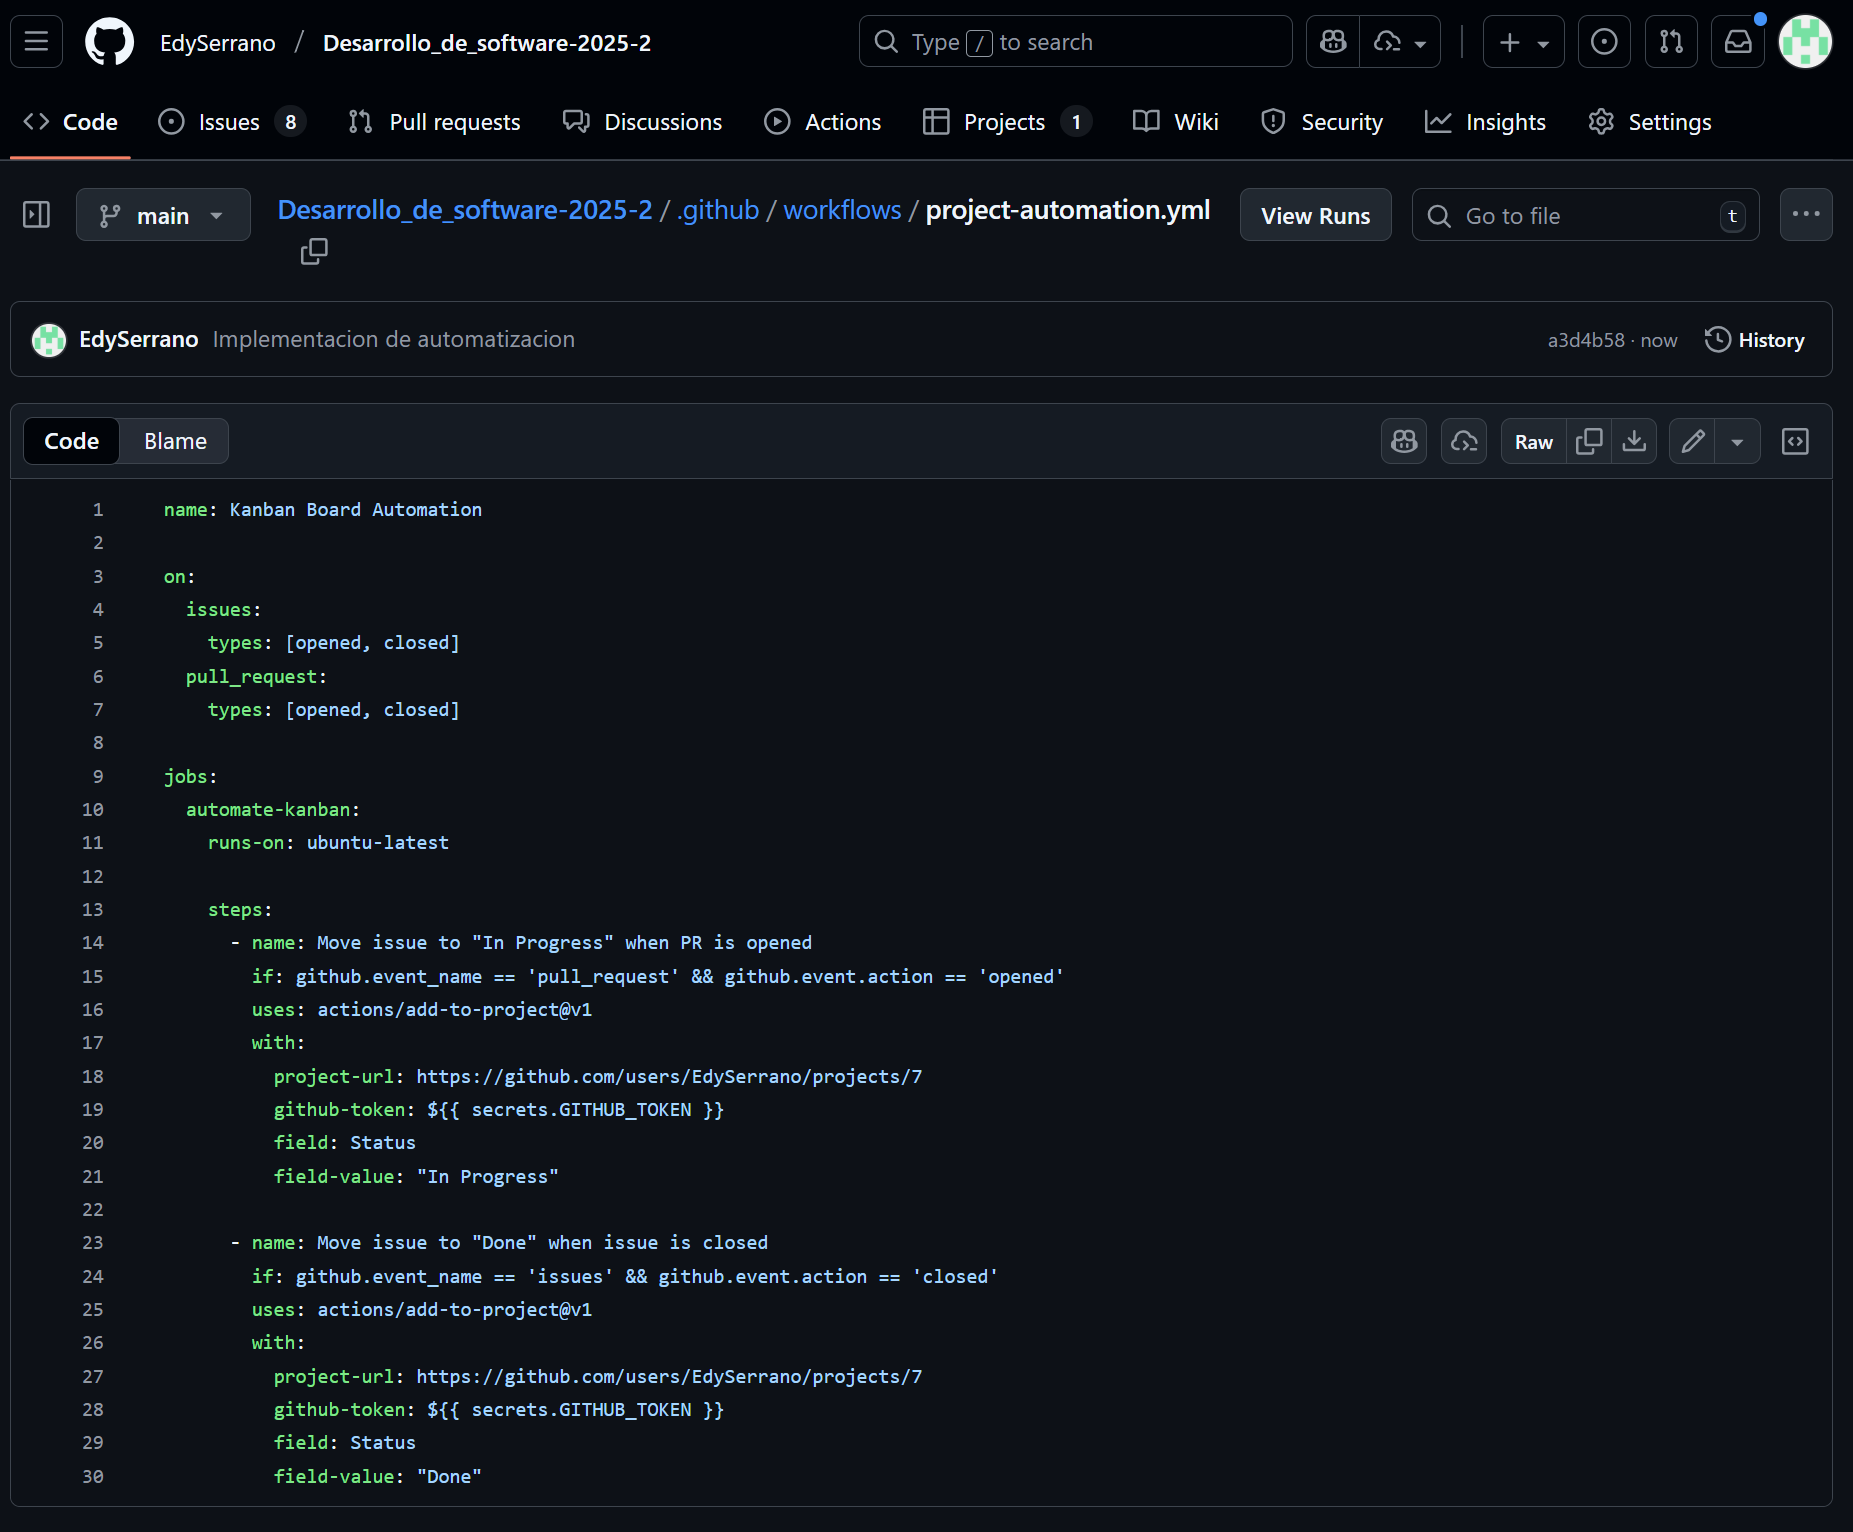 EdySerrano / Desarrollo_de_software-2025-2
Type / to search
Code
Issues 8
Pull requests
Discussions
Actions
Projects 1
Wiki
Security
Insights
Settings
main
Desarrollo_de_software-2025-2 / .github / workflows / project-automation.yml
View Runs
Go to file
t
EdySerrano Implementacion de automatizacion
a3d4b58 · now
History
Code
Blame
Raw
1 name: Kanban Board Automation
2
3 on:
4   issues:
5     types: [opened, closed]
6   pull_request:
7     types: [opened, closed]
8
9 jobs:
10   automate-kanban:
11     runs-on: ubuntu-latest
12
13     steps:
14       - name: Move issue to "In Progress" when PR is opened
15         if: github.event_name == 'pull_request' && github.event.action == 'opened'
16         uses: actions/add-to-project@v1
17         with:
18           project-url: https://github.com/users/EdySerrano/projects/7
19           github-token: ${{ secrets.GITHUB_TOKEN }}
20           field: Status
21           field-value: "In Progress"
22
23       - name: Move issue to "Done" when issue is closed
24         if: github.event_name == 'issues' && github.event.action == 'closed'
25         uses: actions/add-to-project@v1
26         with:
27           project-url: https://github.com/users/EdySerrano/projects/7
28           github-token: ${{ secrets.GITHUB_TOKEN }}
29           field: Status
30           field-value: "Done"